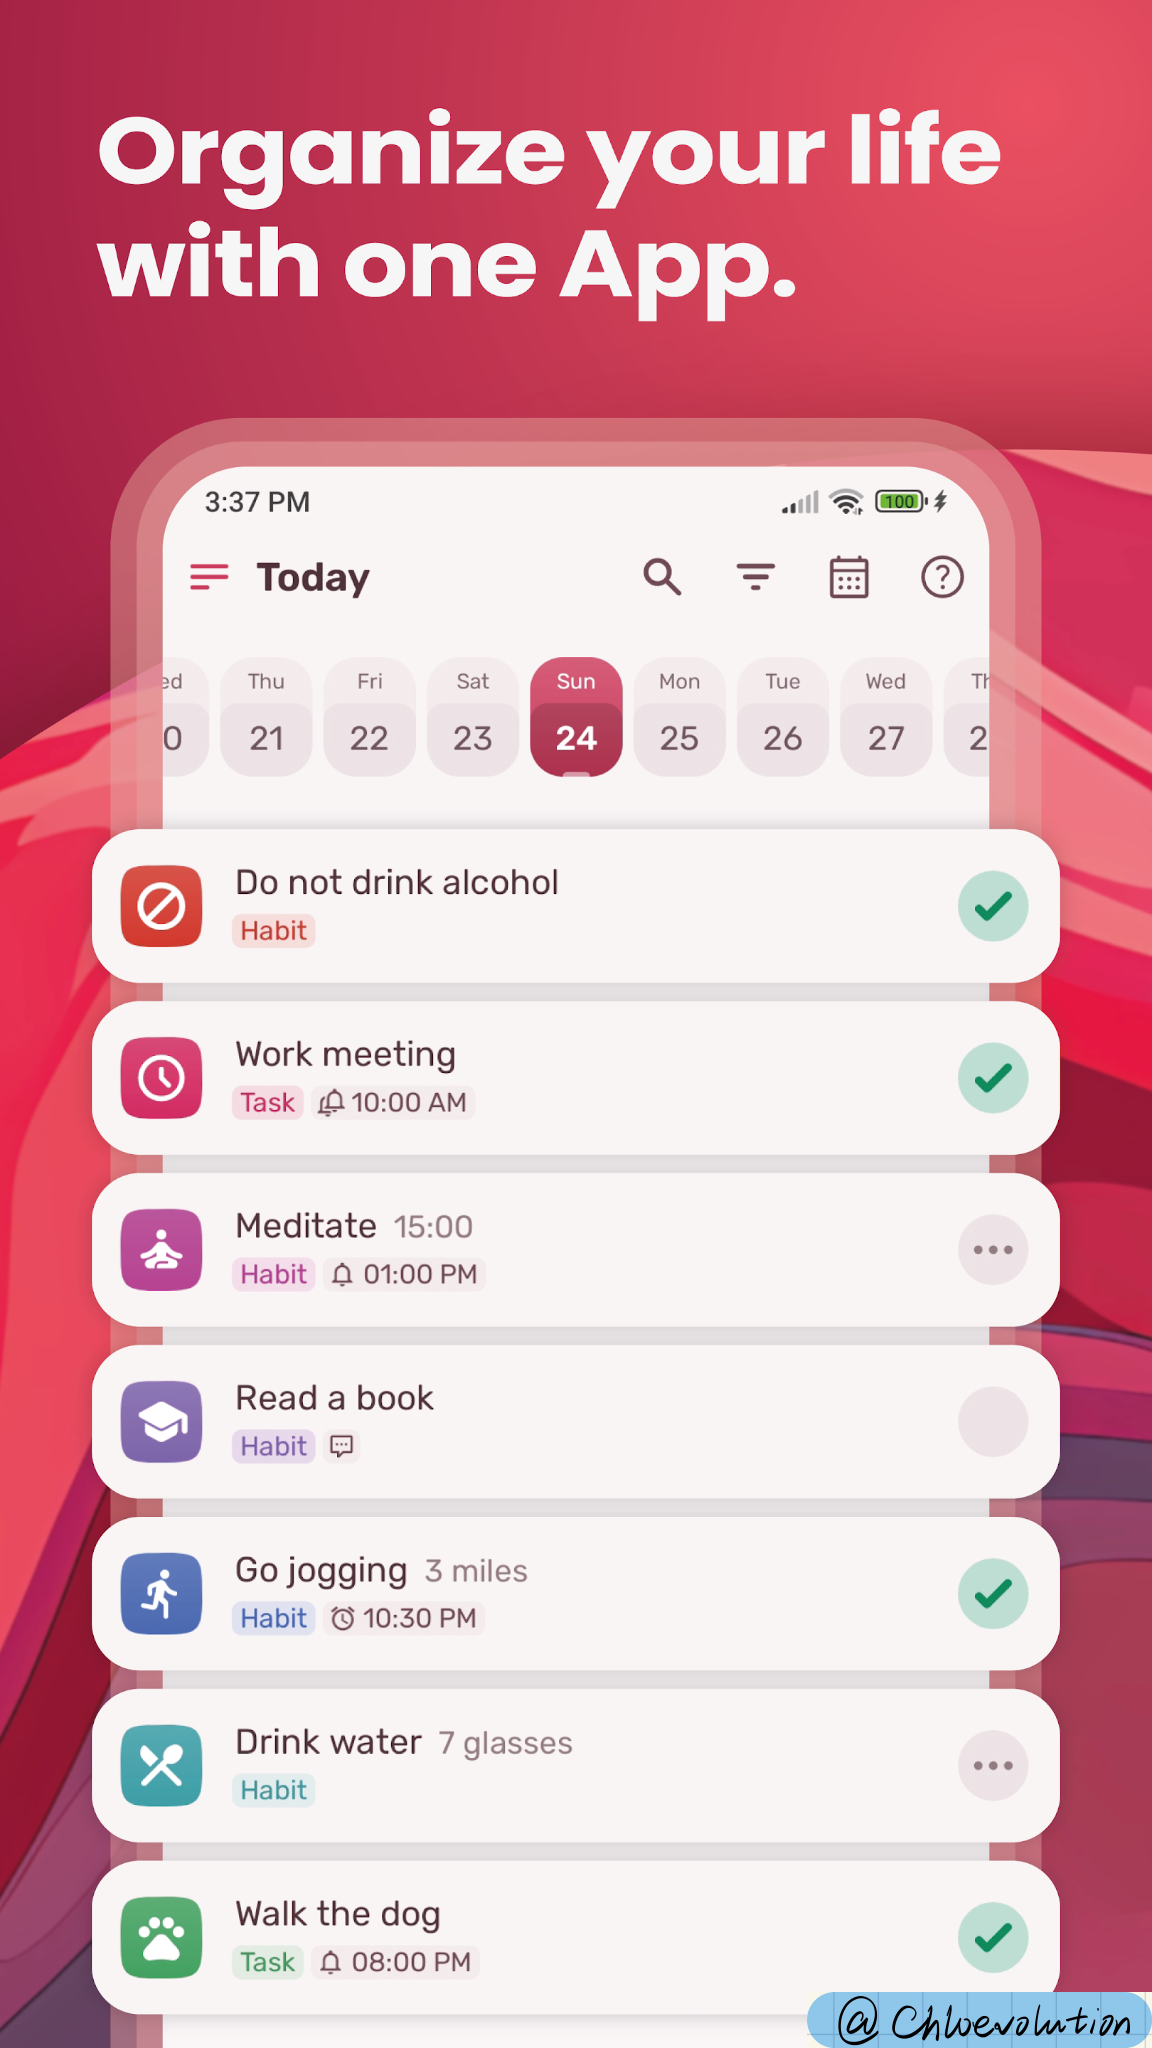 Organize your life
with one App.
3:37 PM
100
Today
ed Thu Fri Sat Sun Mon Tue Wed Th
0 21 22 23 24 25 26 27 2
Do not drink alcohol
Habit
Work meeting
Task 10:00 AM
Meditate 15:00
Habit 01:00 PM
Read a book
Habit
Go jogging 3 miles
Habit 10:30 PM
Drink water 7 glasses
Habit
Walk the dog
Task 08:00 PM
@Chloevolution